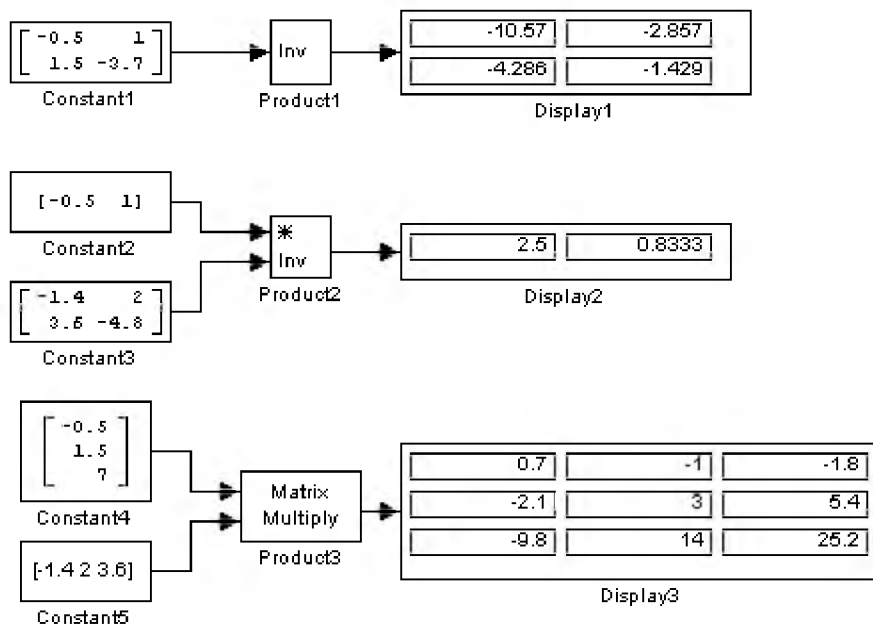 -0.5 1
1.5 -3.7
Constant1
Inv
Product1
-10.57 -2.857
-4.286 -1.429
Display1
[-0.5 1]
Constant2
-1.4 2
3.6 -4.8
Constant3
*
Inv
Product2
2.5 0.8333
Display2
-0.5
1.5
7
Constant4
[-1.4 2 3.6]
Constant5
Matrix
Multiply
Product3
0.7 -1 -1.8
-2.1 3 5.4
-9.8 14 25.2
Display3